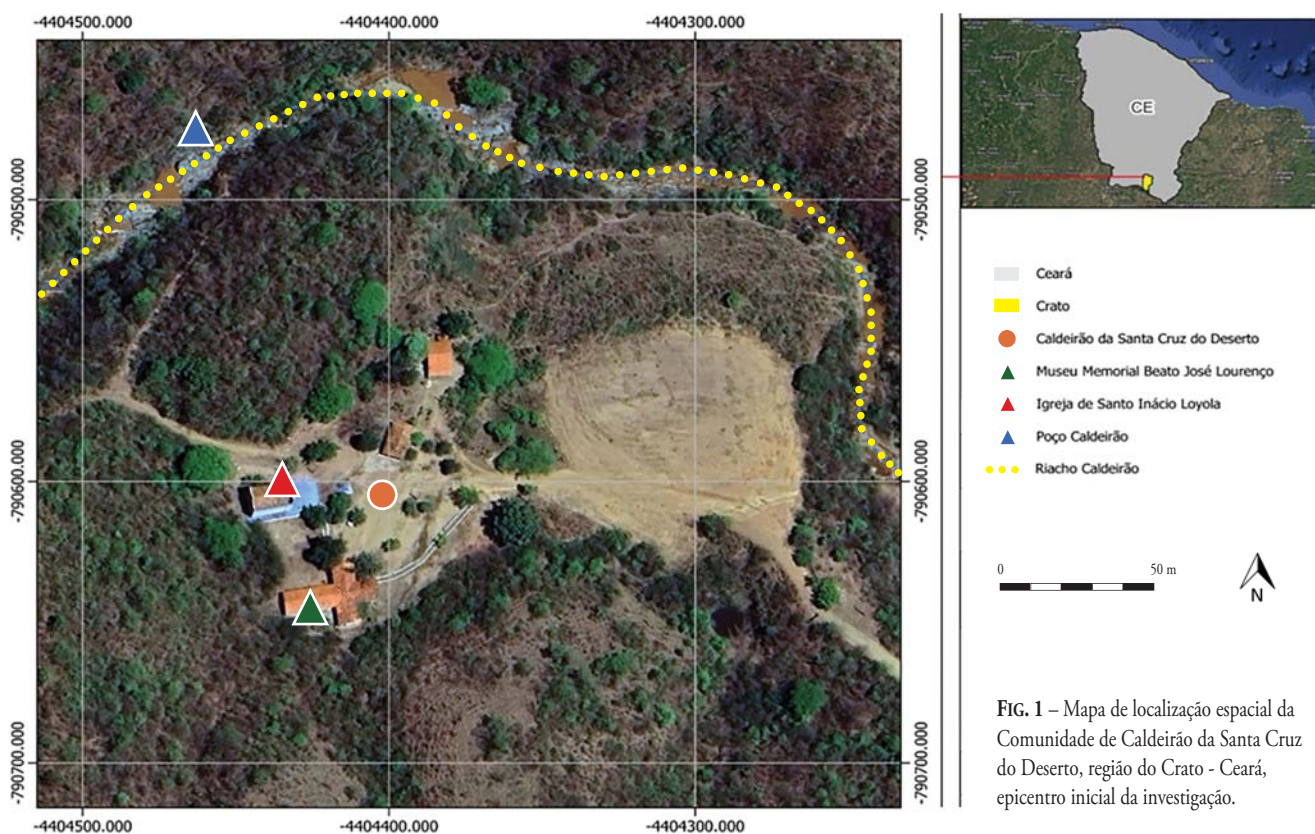 -4404500.000 -4404400.000 -4404300.000
-790500.000 -790500.000
-790600.000 -790600.000
-790700.000 -790700.000
-4404500.000 -4404400.000 -4404300.000
CE
Ceará
Crato
Caldeirão da Santa Cruz do Deserto
Museu Memorial Beato José Lourenço
Igreja de Santo Inácio Loyola
Poço Caldeirão
Riacho Caldeirão
0 50 m
N
FIG. 1 – Mapa de localização espacial da
Comunidade de Caldeirão da Santa Cruz
do Deserto, região do Crato - Ceará,
epicentro inicial da investigação.